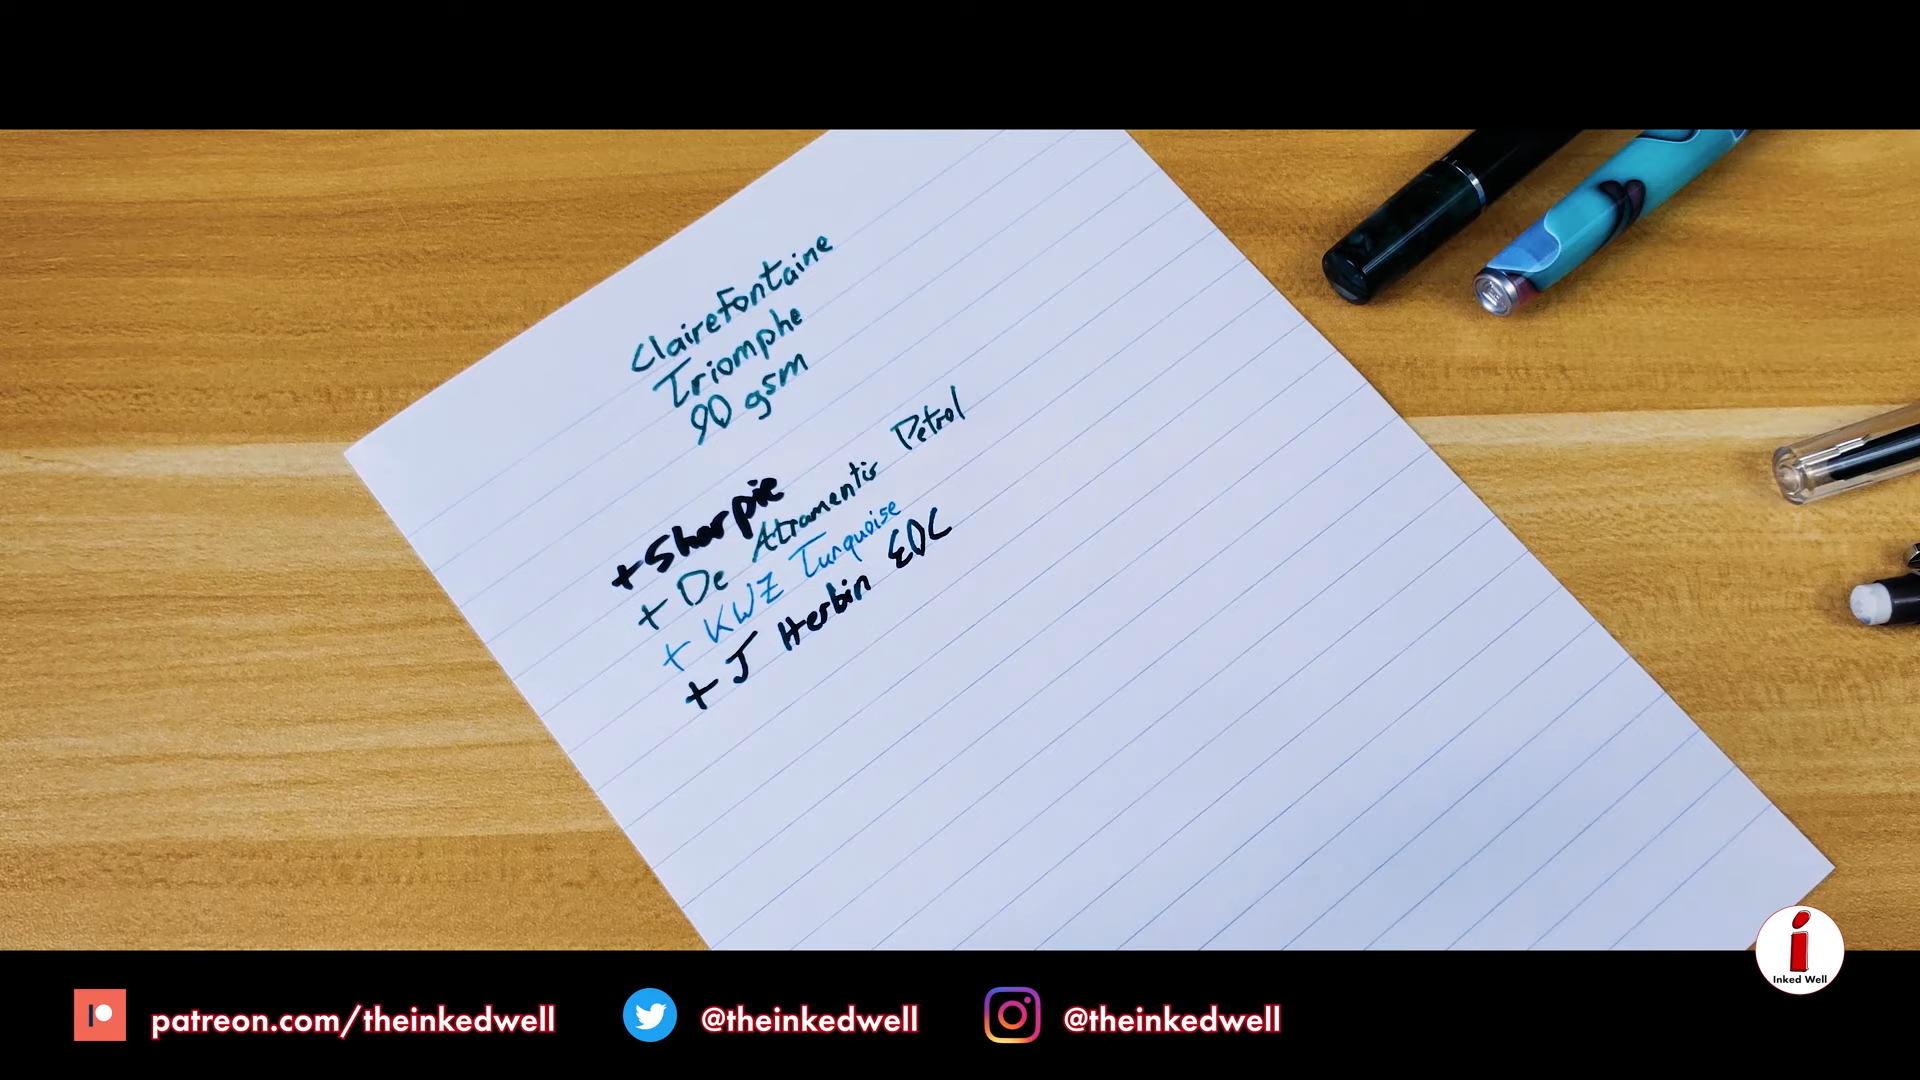 Clairefontaine
Triomphe
90 gsm
+ Sharpie
+ De Atramentis Petrol
+ KWZ Turquoise
+ J Herbin EDC
i
Inked Well
patreon.com/theinkedwell
@theinkedwell
@theinkedwell